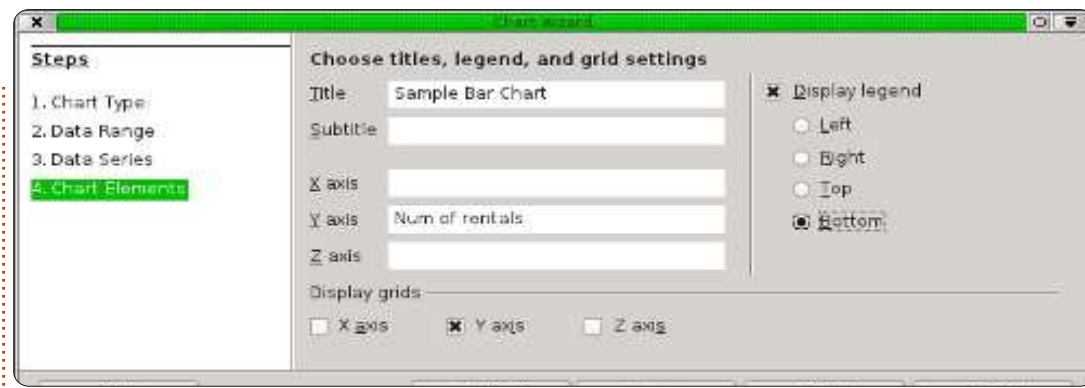 Chart Wizard
Steps
1. Chart Type
2. Data Range
3. Data Series
4. Chart Elements
Choose titles, legend, and grid settings
Title Sample Bar Chart
Subtitle
X axis
Y axis Num of rentals
Z axis
Display legend
Left
Right
Top
Bottom
Display grids
X axis Y axis Z axis